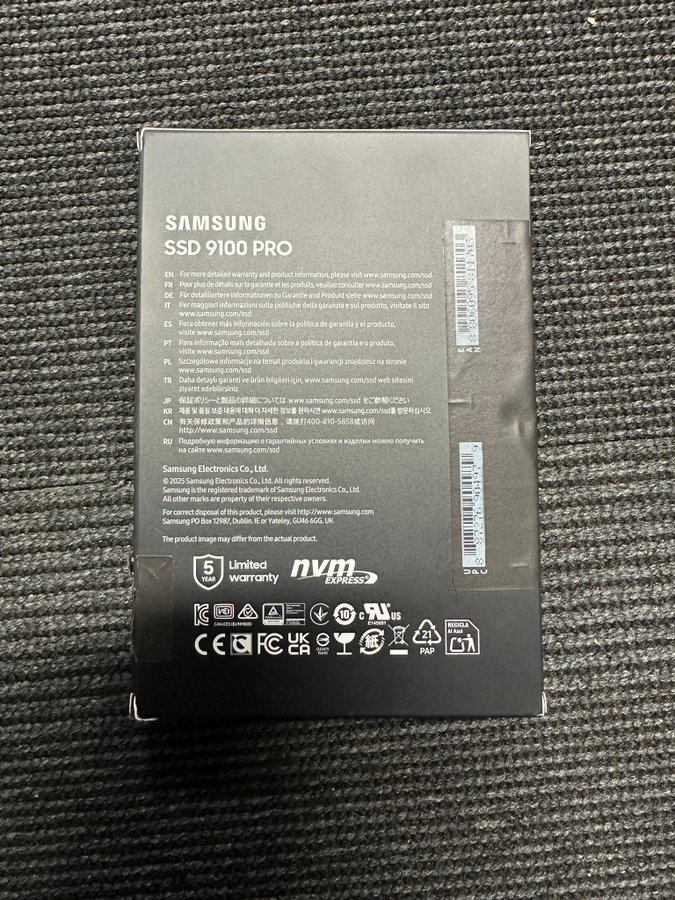 SAMSUNG
SSD 9100 PRO
EN For more detailed warranty and product information, please visit www.samsung.com/ssd
FR Pour plus de détails sur la garantie et les produits, veuillez consulter www.samsung.com/ssd
DE Für detailliertere Informationen zu Garantie und Produkt siehe www.samsung.com/ssd
IT Per maggiori informazioni sulle politiche della garanzia e sul prodotto, visitate il sito
www.samsung.com/ssd
ES Para obtener más información sobre la política de garantía y el producto,
visite www.samsung.com/ssd
PT Para informação mais detalhada sobre a política de garantia e o produto,
visite www.samsung.com/ssd
PL Szczegółowe informacje na temat produktu i gwarancji znajdziesz na stronie
www.samsung.com/ssd
TR Daha detaylı garanti ve ürün bilgileri için, www.samsung.com/ssd web sitesini
ziyaret edebilirsiniz
JP 保証ポリシーと製品の詳細については www.samsung.com/ssd をご参照ください
KR 제품 및 품질 보증 내용에 대해 더 자세한 정보를 원하시면 www.samsung.com/ssd를 방문하십시오
CN 有关保修政策和产品的详细信息，请拨打400-810-5858或访问
http://www.samsung.com/ssd
RU Подробную информацию о гарантийных условиях и изделии можно получить
на сайте www.samsung.com/ssd
Samsung Electronics Co., Ltd.
© 2025 Samsung Electronics Co., Ltd. All rights reserved.
Samsung is the registered trademark of Samsung Electronics Co., Ltd.
All other marks are property of their respective owners.
For correct disposal of this product, please visit http://www.samsung.com
Samsung PO Box 12987, Dublin. IE or Yateley, GU46 6GG, UK
The product image may differ from the actual product.
5 YEAR
Limited
warranty
nvm
EXPRESS
VCI
10
c RU US
E145051
CE
FC
UK
CA
紙
21
PAP
RECICLA
Al Azul
EAN
UPC